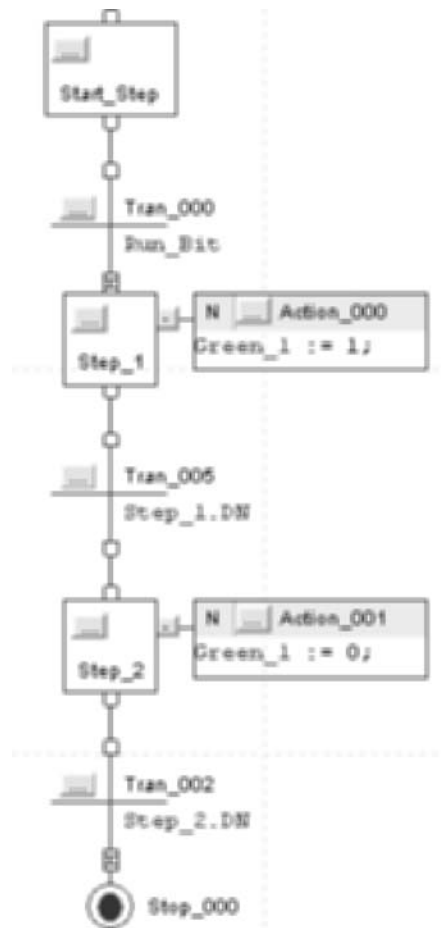 Start_Step
Tran_000
Run_Bit
N Action_000
Green_1 := 1;
Step_1
Tran_005
Step_1.DN
N Action_001
Green_1 := 0;
Step_2
Tran_002
Step_2.DN
Stop_000